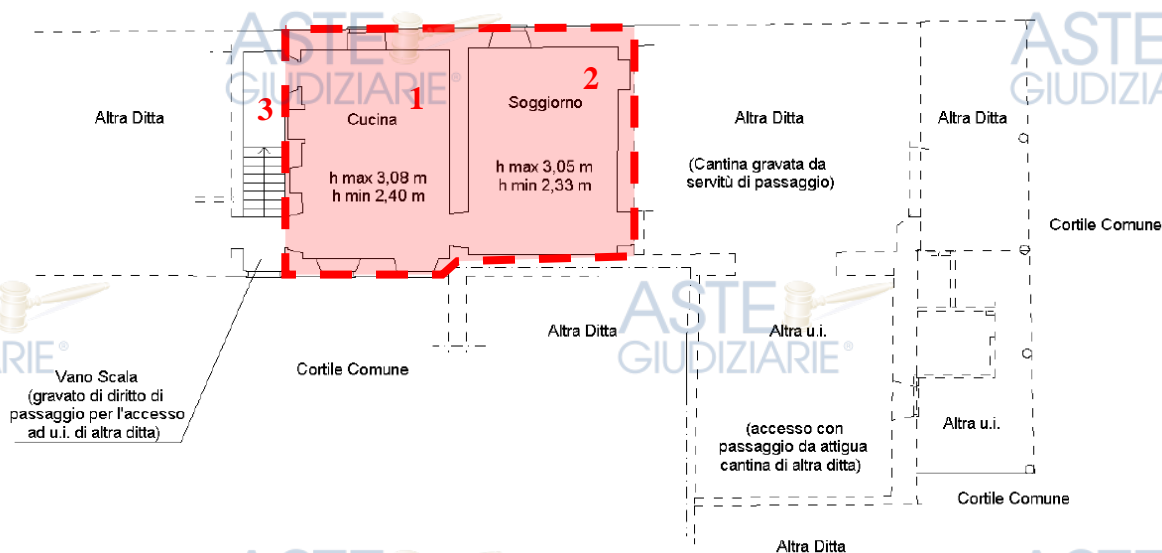 ASTE
GIUDIZIARIE®
ASTE
GIUDIZIA
3
1
2
Altra Ditta
Cucina
h max 3,08 m
h min 2,40 m
Soggiorno
h max 3,05 m
h min 2,33 m
Altra Ditta
(Cantina gravata da
servitù di passaggio)
Altra Ditta
Cortile Comune
ARIE®
ASTE
GIUDIZIARIE®
Altra Ditta
Altra u.i.
Vano Scala
(gravato di diritto di
passaggio per l'accesso
ad u.i. di altra ditta)
Cortile Comune
(accesso con
passaggio da attigua
cantina di altra ditta)
Altra u.i.
Cortile Comune
Altra Ditta